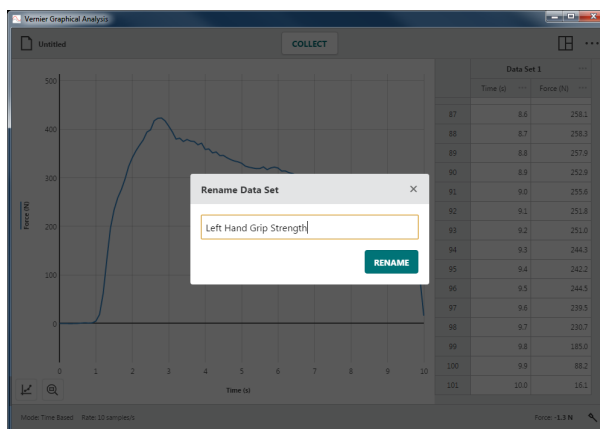 Vernier Graphical Analysis
Untitled
COLLECT
Data Set 1
Time (s) Force (N)
500
400
300
200
100
0
Force (N)
0 1 2 3 4 5 6 7 8 9 10
Time (s)
Rename Data Set
Left Hand Grip Strength
RENAME
87 8.6 256.1
88 8.7 256.3
89 8.8 257.9
90 8.9 252.9
91 9.0 255.6
92 9.1 251.8
93 9.2 251.0
94 9.3 244.3
95 9.4 242.2
96 9.5 244.5
97 9.6 239.5
98 9.7 230.7
99 9.8 185.0
100 9.9 86.2
101 10.0 16.1
Mode: Time Based Rate: 10 samples/s
Force: -1.3 N